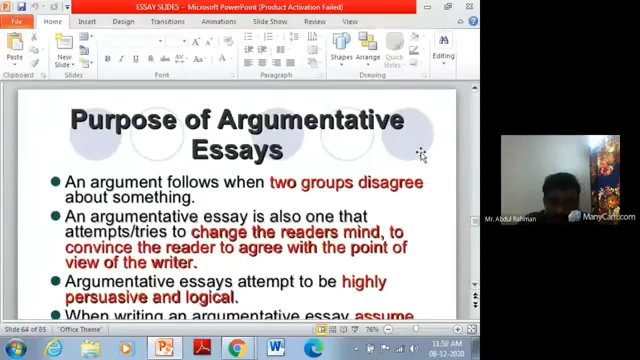 ESSAY SLIDES - Microsoft PowerPoint (Product Activation Failed)
File Home Insert Design Transitions Animations Slide Show Review View
Paste
New Slide
Shapes Arrange Quick Styles
Editing
Clipboard Slides Font Paragraph Drawing
Purpose of Argumentative
Essays
An argument follows when two groups disagree
about something.
An argumentative essay is also one that
attempts/tries to change the readers mind, to
convince the reader to agree with the point of
view of the writer.
Argumentative essays attempt to be highly
persuasive and logical.
When writing an argumentative essay assume
Mr. Abdul Rahman
ManyCam.com
Slide 64 of 85 "Office Theme" 76%
11:59 AM
08-12-2020